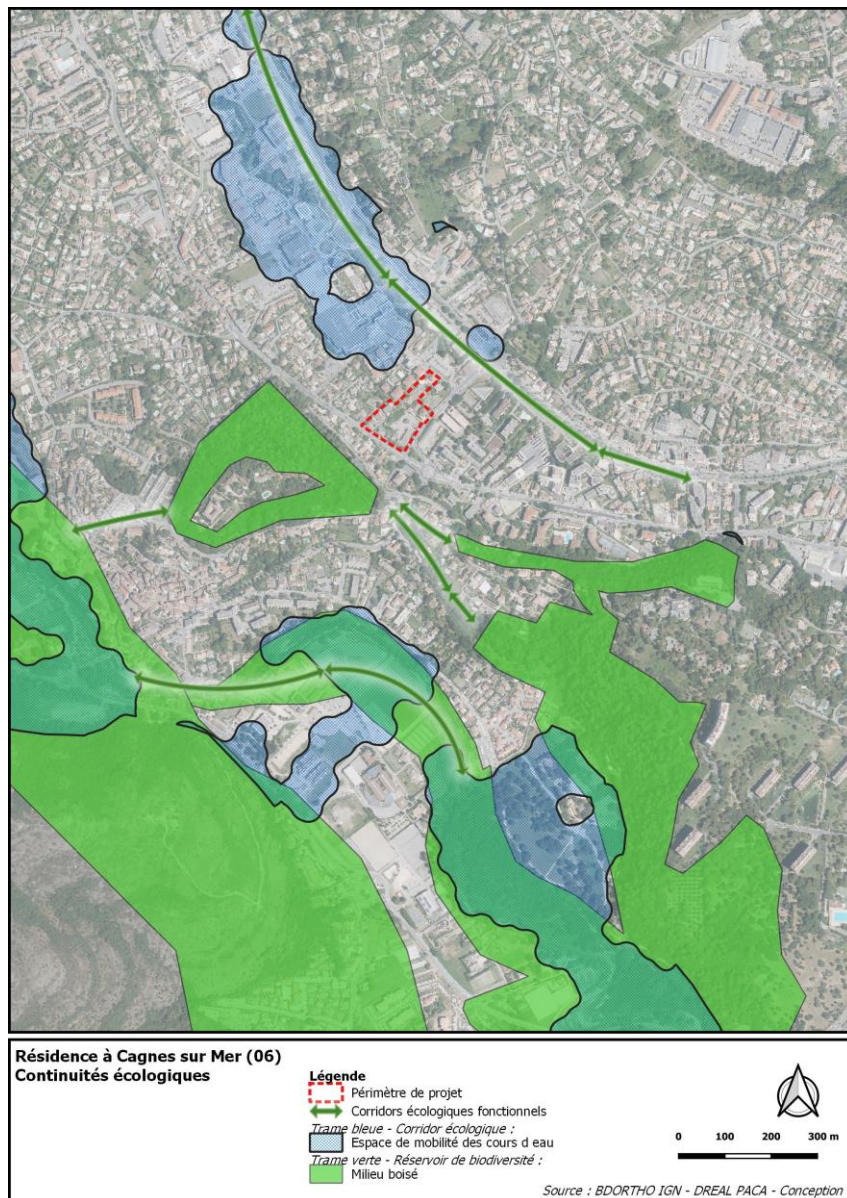 Résidence à Cagnes sur Mer (06)
Continuités écologiques
Légende
Périmètre de projet
Corridors écologiques fonctionnels
Trame bleue - Corridor écologique :
Espace de mobilité des cours d eau
Trame verte - Réservoir de biodiversité :
Milieu boisé
0 100 200 300 m
Source : BDORTHO IGN - DREAL PACA - Conception